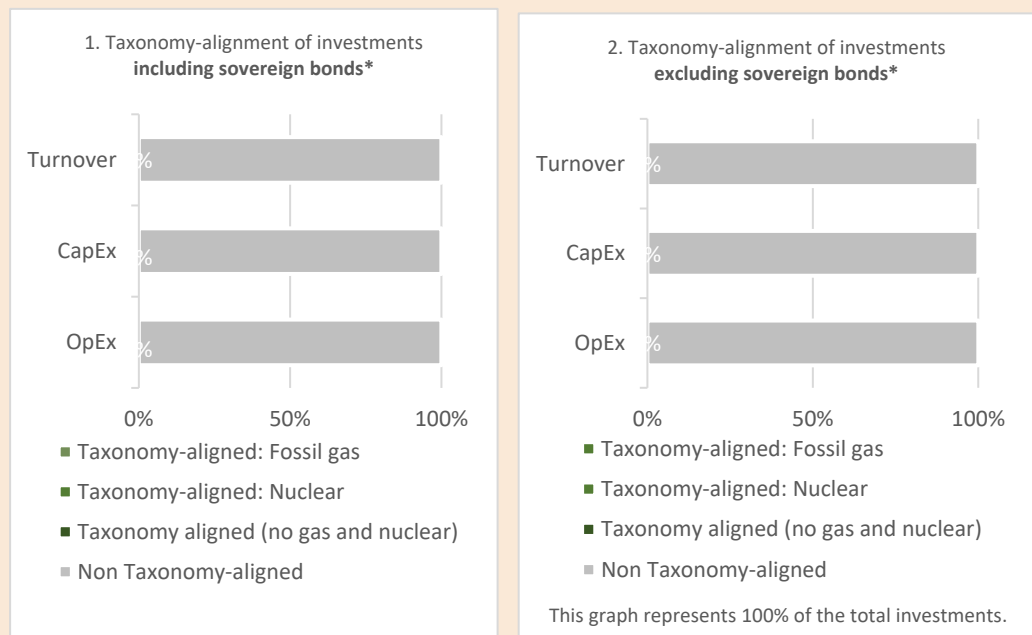 1. Taxonomy-alignment of investments
including sovereign bonds*
Turnover
%
CapEx
%
OpEx
%
0% 50% 100%
Taxonomy-aligned: Fossil gas
Taxonomy-aligned: Nuclear
Taxonomy aligned (no gas and nuclear)
Non Taxonomy-aligned
2. Taxonomy-alignment of investments
excluding sovereign bonds*
Turnover
%
CapEx
%
OpEx
%
0% 50% 100%
Taxonomy-aligned: Fossil gas
Taxonomy-aligned: Nuclear
Taxonomy aligned (no gas and nuclear)
Non Taxonomy-aligned
This graph represents 100% of the total investments.